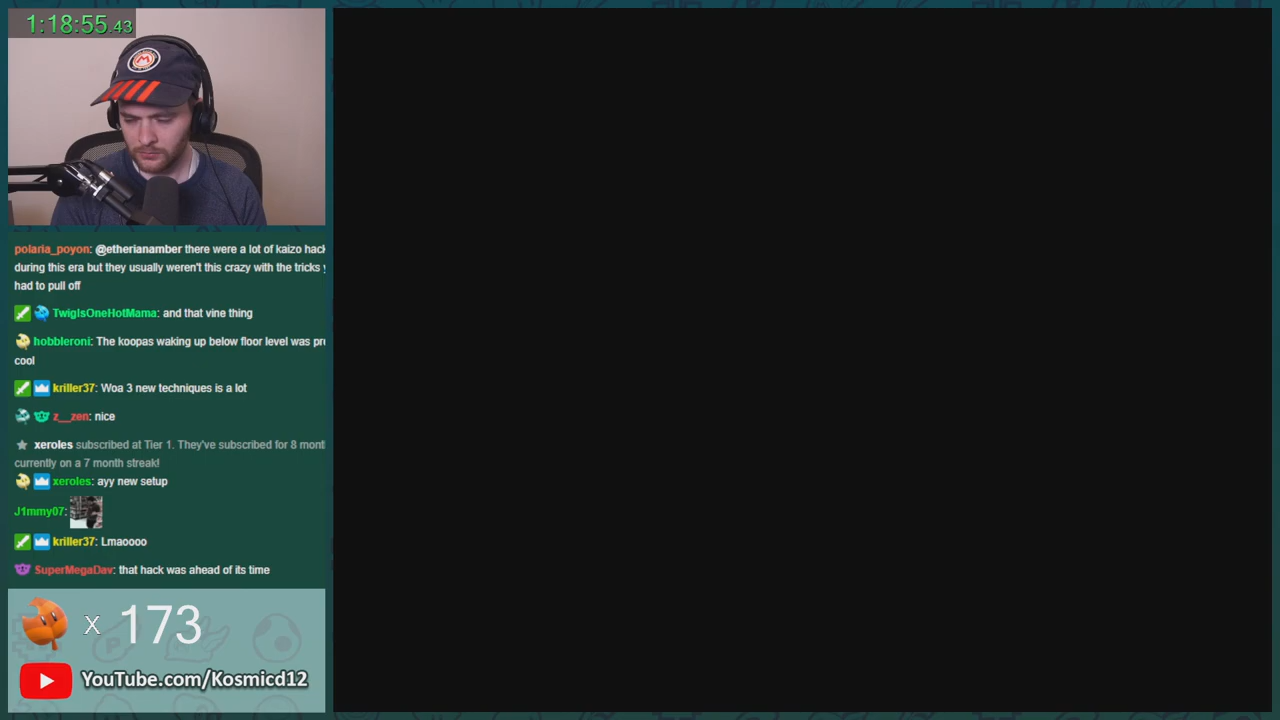 1:18:55.43
polaria_poyon: @etherianamber there were a lot of kaizo hack
during this era but they usually weren't this crazy with the tricks
had to pull off
TwigIsOneHotMama: and that vine thing
hobbleroni: The koopas waking up below floor level was pre
cool
kriller37: Woa 3 new techniques is a lot
z__zen: nice
xeroles subscribed at Tier 1. They've subscribed for 8 mont
currently on a 7 month streak!
xeroles: ayy new setup
J1mmy07:
kriller37: Lmaoooo
SuperMegaDav: that hack was ahead of its time
x 173
YouTube.com/Kosmicd12